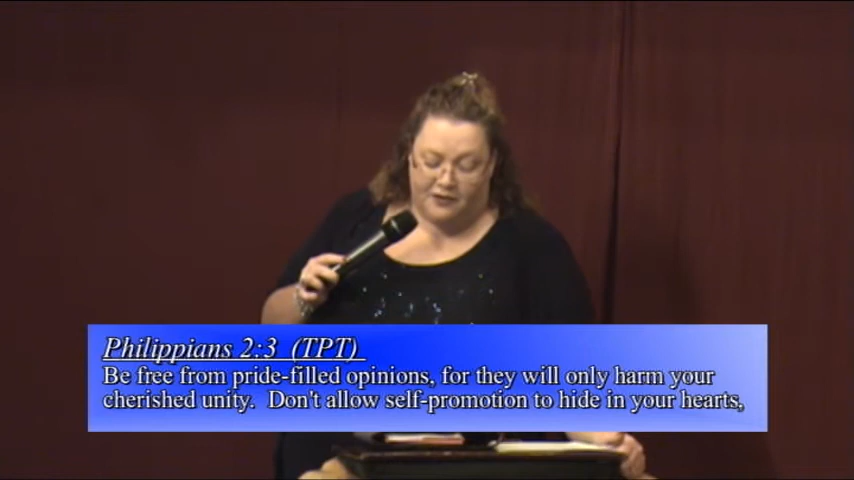 Philippians 2:3 (TPT)
Be free from pride-filled opinions, for they will only harm your
cherished unity. Don't allow self-promotion to hide in your hearts,